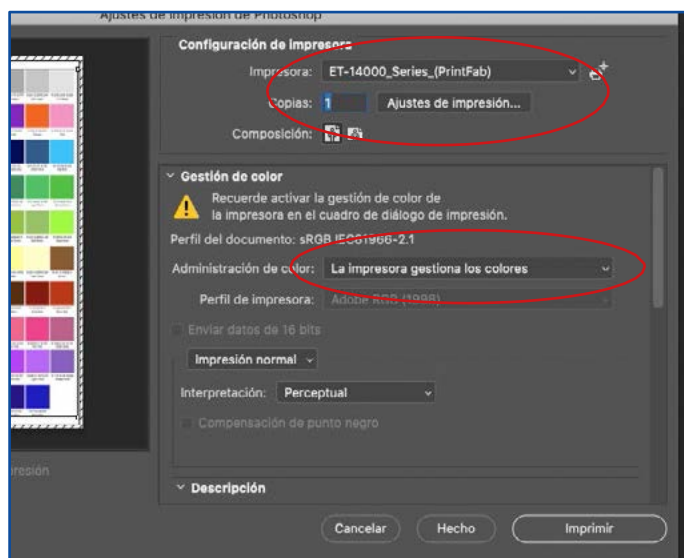 Ajustes de impresión de Photoshop
Configuración de impresora
Impresora: ET-14000_Series_(PrintFab)
Copias: 1 Ajustes de impresión...
Composición:
Gestión de color
Recuerde activar la gestión de color de
la impresora en el cuadro de diálogo de impresión.
Perfil del documento: sRGB IEC61966-2.1
Administración de color: La impresora gestiona los colores
Perfil de impresora: Adobe RGB (1998)
Enviar datos de 16 bits
Impresión normal
Interpretación: Perceptual
Compensación de punto negro
Descripción
Cancelar Hecho Imprimir